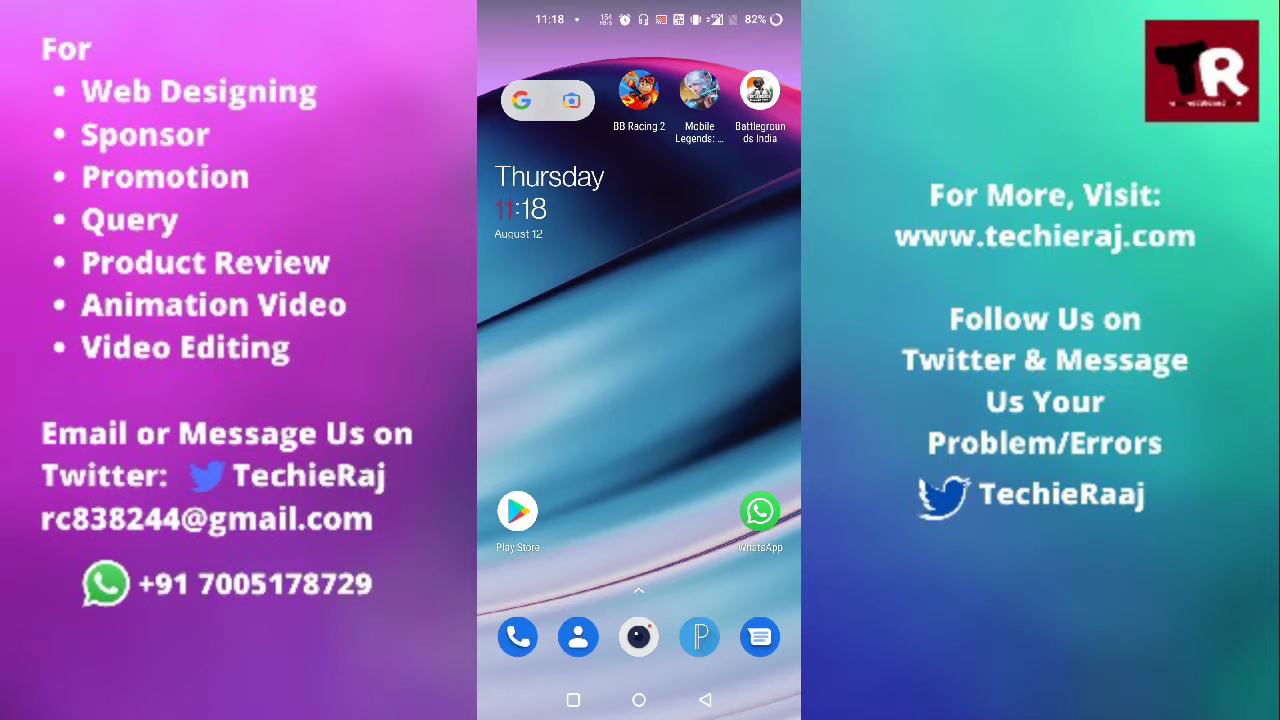 For
• Web Designing
• Sponsor
• Promotion
• Query
• Product Review
• Animation Video
• Video Editing
Email or Message Us on
Twitter: TechieRaj
rc838244@gmail.com
+91 7005178729
11:18 • 82%
BB Racing 2
Mobile
Legends: ...
Battlegroun
ds India
Thursday
11:18
August 12
Play Store
WhatsApp
TR
For More, Visit:
www.techieraj.com
Follow Us on
Twitter & Message
Us Your
Problem/Errors
TechieRaaj